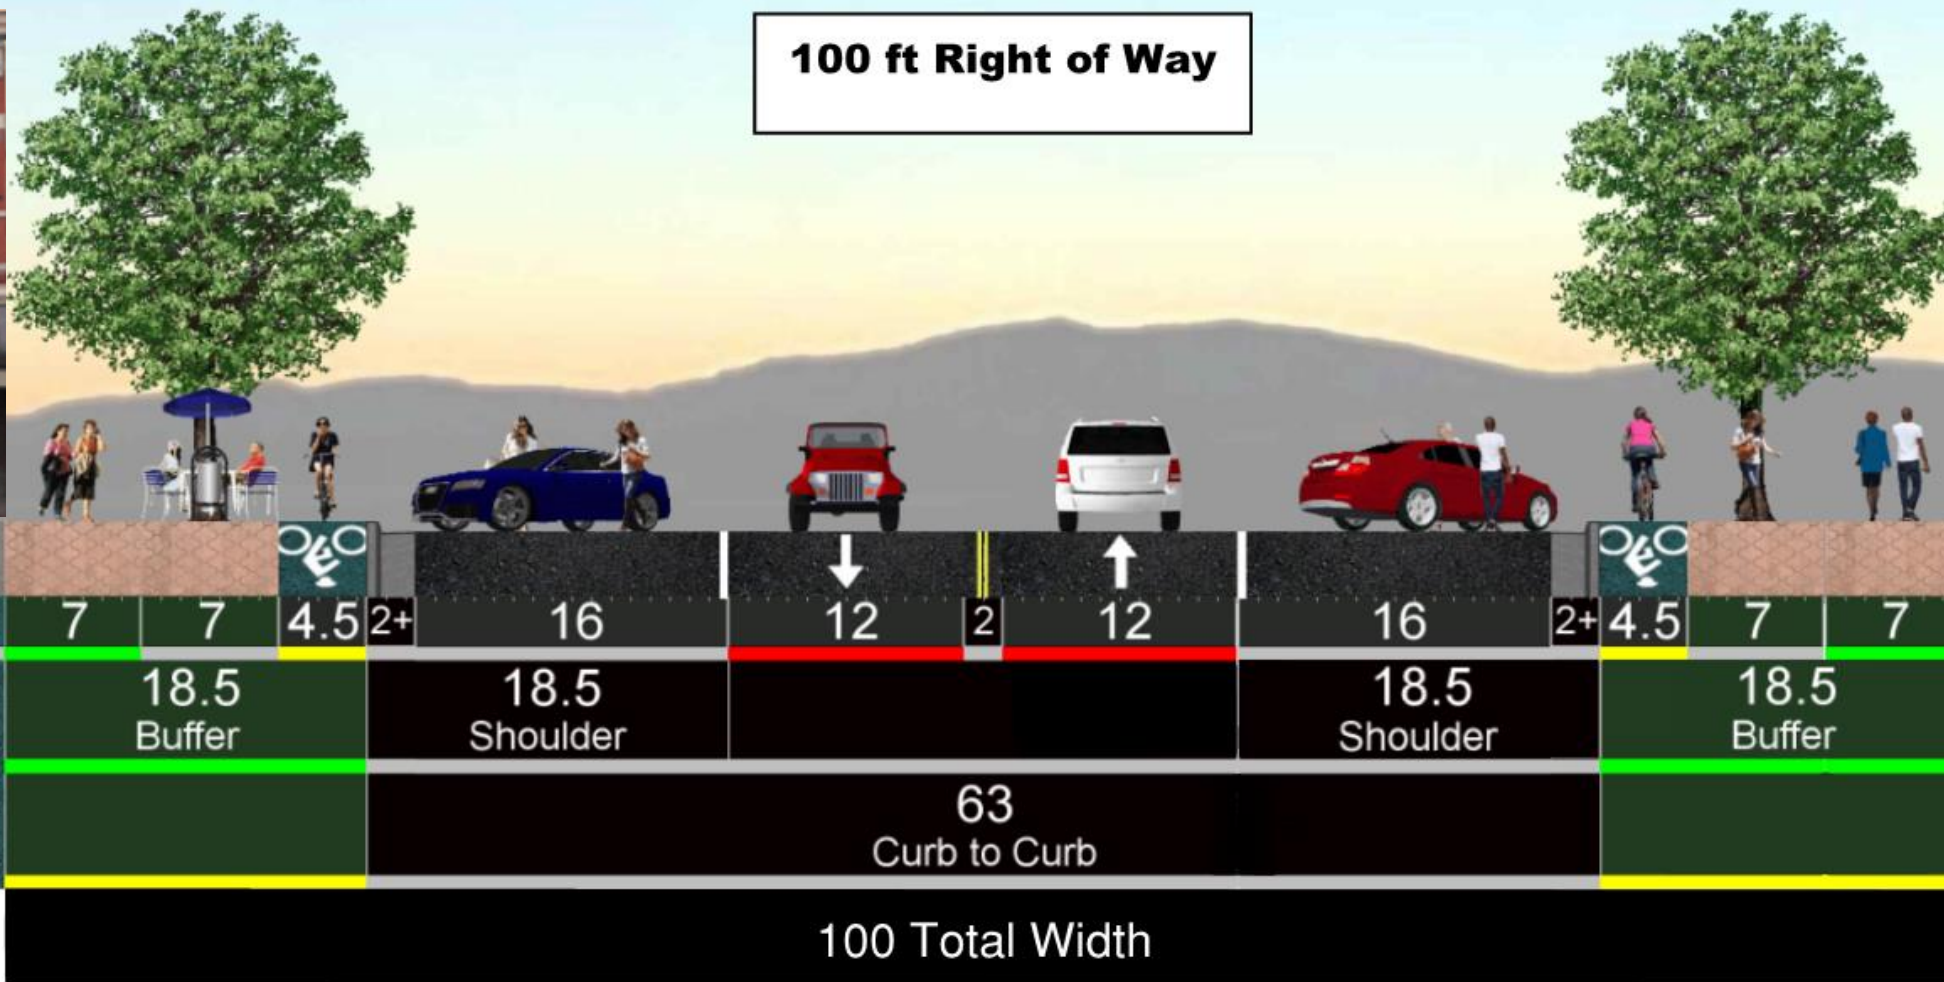 100 ft Right of Way
7 7 4.5 2+ 16 12 2 12 16 2+ 4.5 7 7
18.5 18.5 18.5 18.5
Buffer Shoulder Shoulder Buffer
63
Curb to Curb
100 Total Width